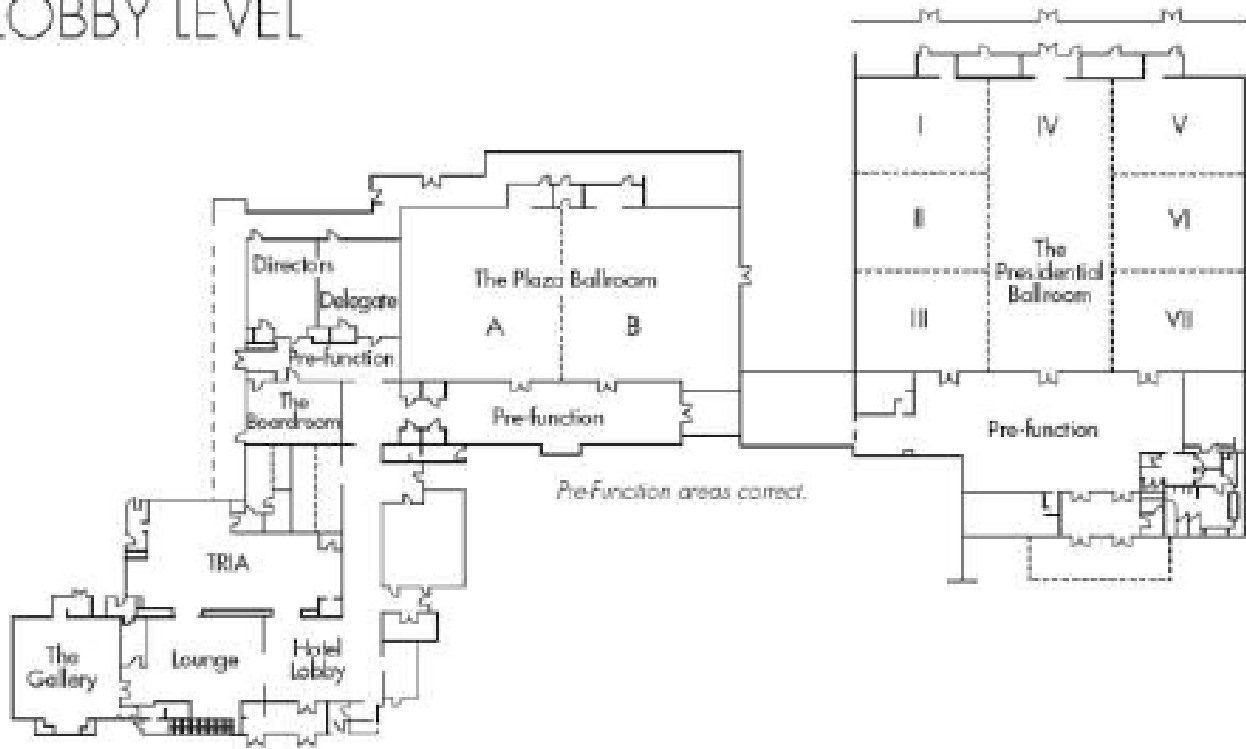 LOBBY LEVEL
I
IV
V
II
VI
The
Presidential
Ballroom
III
VII
Directors
Delegate
The Plaza Ballroom
A
B
Pre-function
The
Boardroom
Pre-function
Pre-function
Pre-Function areas correct.
TRIA
The
Gallery
Lounge
Hotel
Lobby